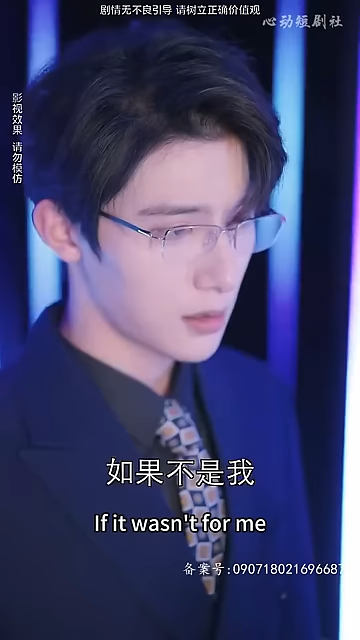 剧情无不良引导 请树立正确价值观
心动短剧社
影视效果 请勿模仿
如果不是我
If it wasn't for me
备案号:090718021696687